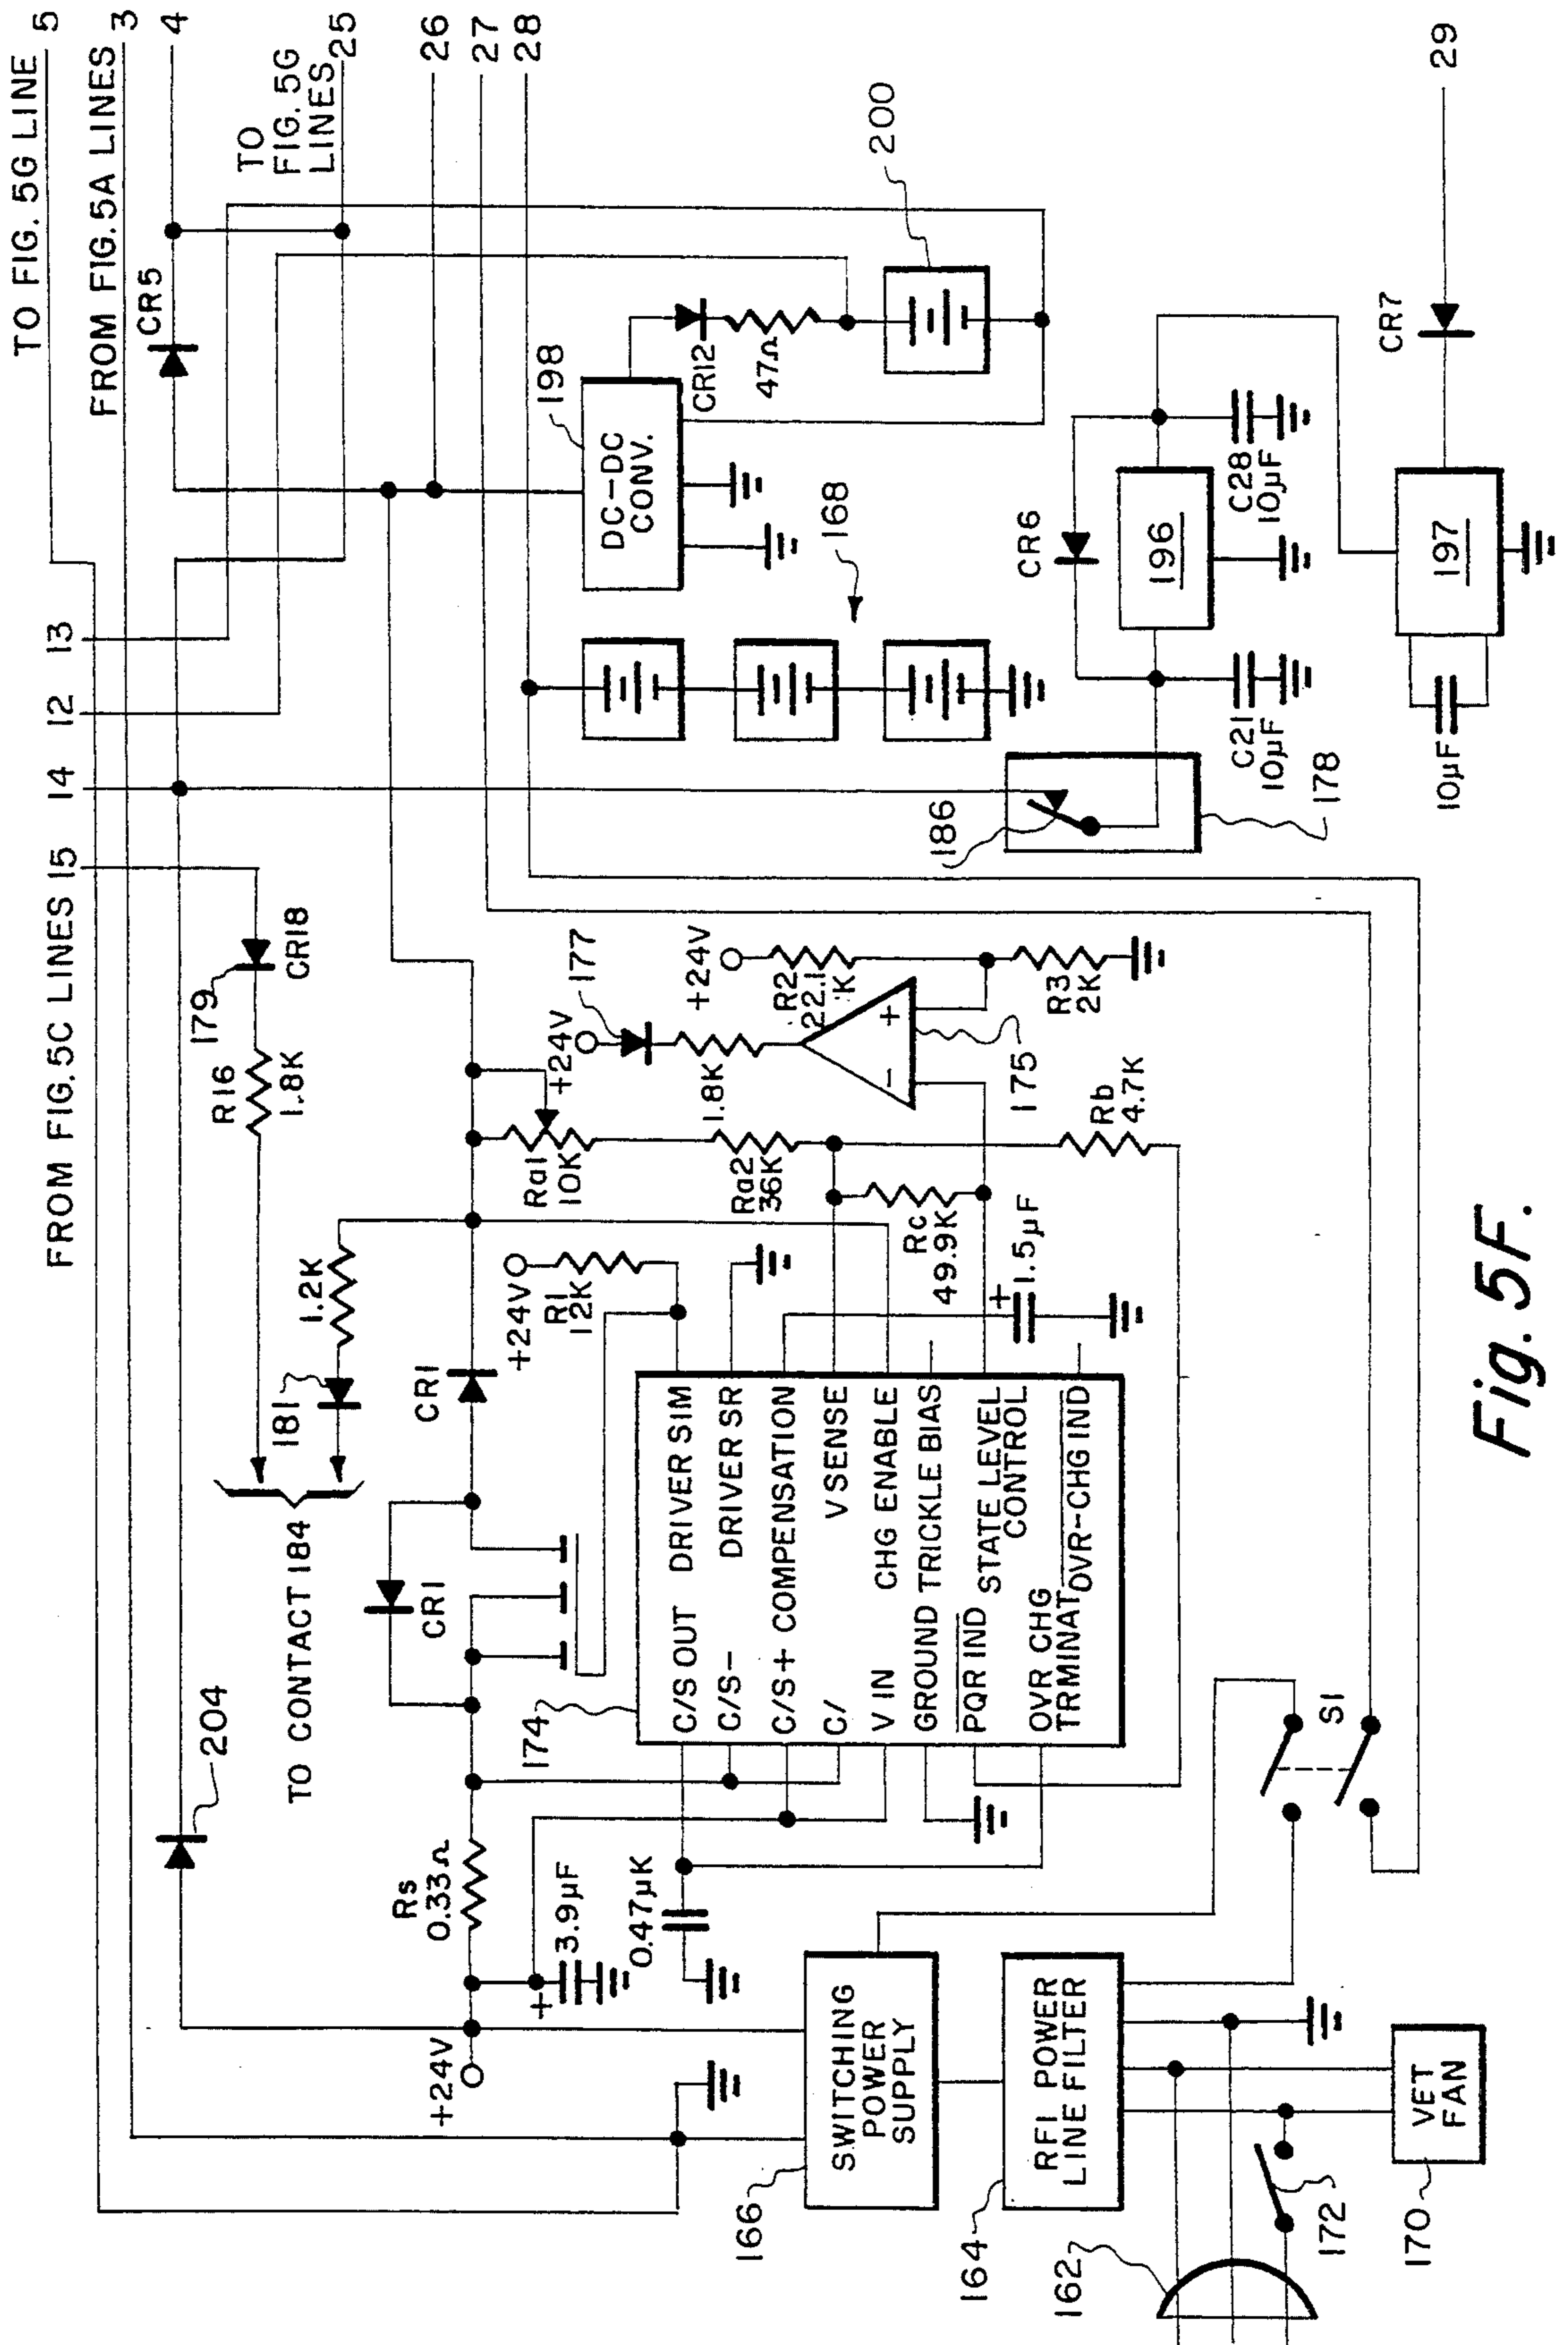 TO FIG. 5G LINE 5
FROM FIG. 5A LINES 3
4
TO
FIG. 5G
LINES 25
26
27
28
29
FROM FIG. 5C LINES 15
14
12
13
CR5
179
CR18
R16
1.8K
1.2K
181
TO CONTACT 184
204
CR1
CR1
Rs
0.33Ω
+24V
+
3.9µF
0.47µK
+24V
R1
12K
Ra1
10K
+24V
177
1.8K
+24V
R2
22.1
K
+
−
175
R3
2K
Ra2
36K
Rb
4.7K
Rc
49.9K
+
1.5µF
174
C/S OUT
DRIVER SIM
C/S−
DRIVER SR
C/S+
COMPENSATION
C/
V SENSE
V IN
CHG ENABLE
GROUND
TRICKLE BIAS
PQR IND
STATE LEVEL
CONTROL
OVR CHG
TRMINAT
OVR-CHG IND
198
DC-DC
CONV.
CR12
47Ω
200
168
186
178
CR6
196
C21
10µF
C28
10µF
197
10µF
CR7
S1
SWITCHING
POWER
SUPPLY
166
RFI POWER
LINE FILTER
164
162
172
VET
FAN
170
Fig. 5F.